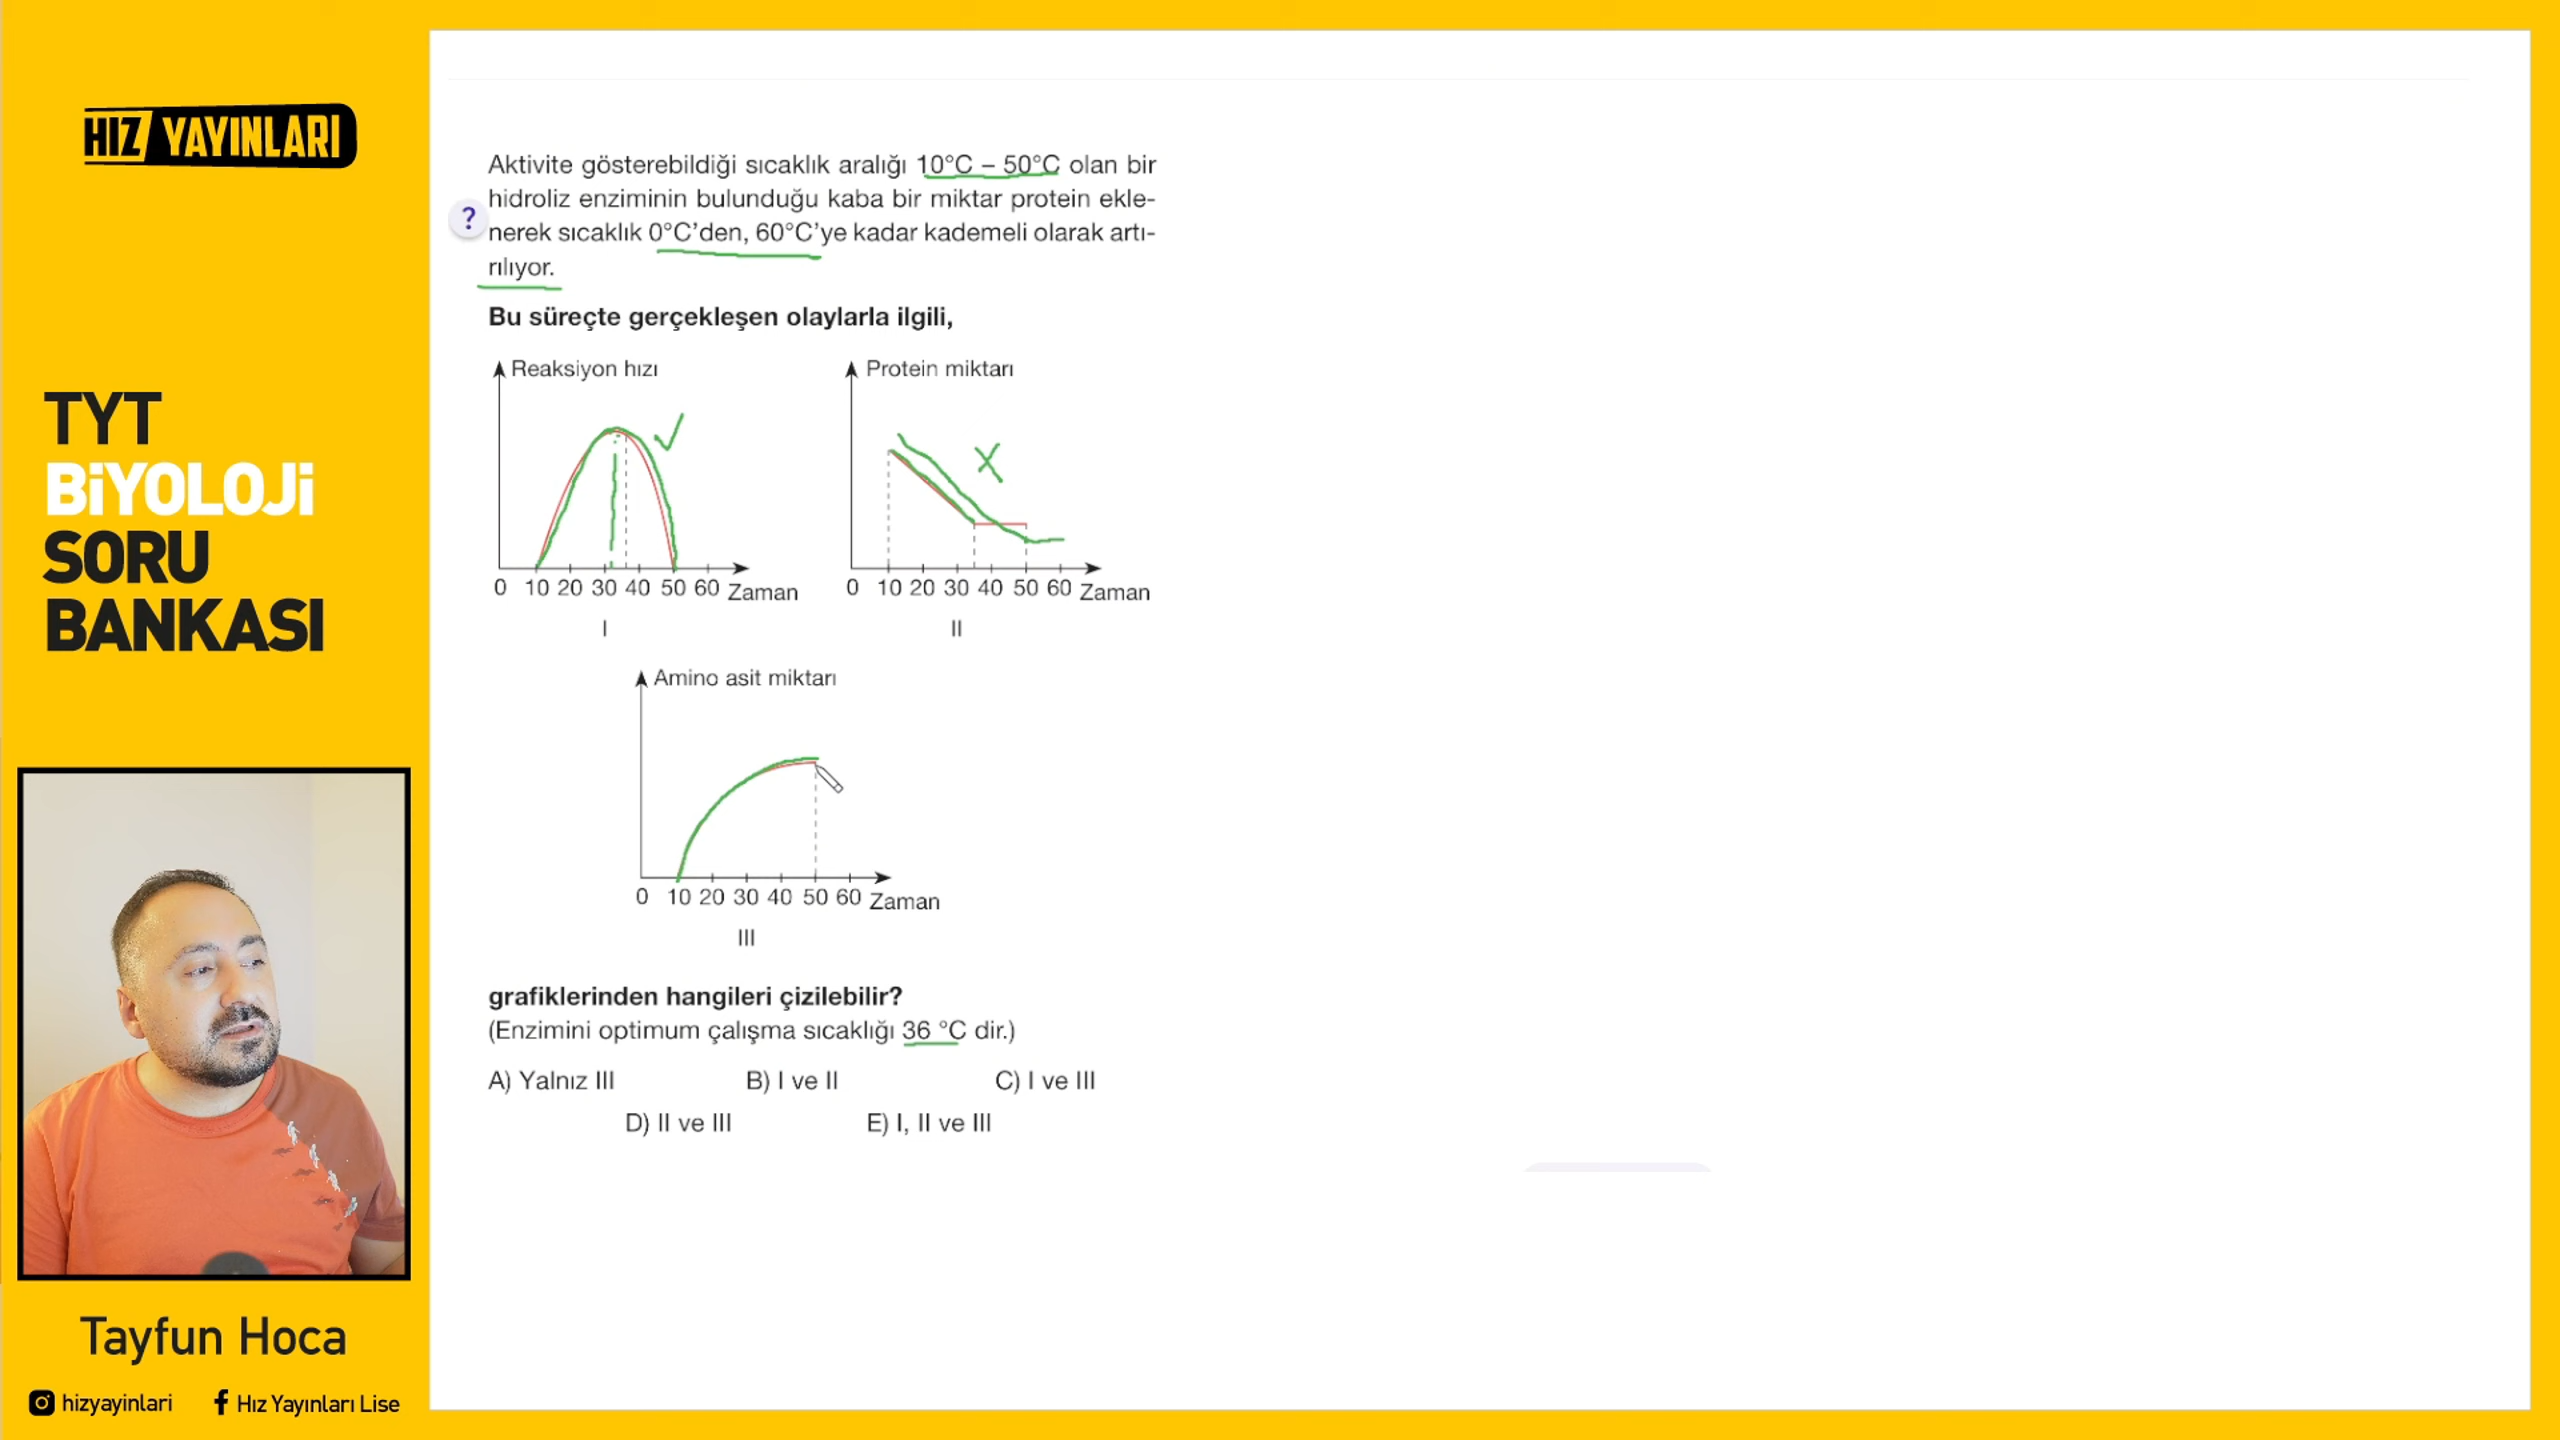 HIZ YAYINLARI
TYT
BİYOLOJİ
SORU
BANKASI
Tayfun Hoca
hizyayinlari
Hız Yayınları Lise
?
Aktivite gösterebildiği sıcaklık aralığı 10°C – 50°C olan bir
hidroliz enziminin bulunduğu kaba bir miktar protein ekle-
nerek sıcaklık 0°C'den, 60°C'ye kadar kademeli olarak artı-
rılıyor.
Bu süreçte gerçekleşen olaylarla ilgili,
Reaksiyon hızı
0 10 20 30 40 50 60 Zaman
I
Protein miktarı
0 10 20 30 40 50 60 Zaman
II
Amino asit miktarı
0 10 20 30 40 50 60 Zaman
III
grafiklerinden hangileri çizilebilir?
(Enzimini optimum çalışma sıcaklığı 36 °C dir.)
A) Yalnız III B) I ve II C) I ve III
D) II ve III E) I, II ve III